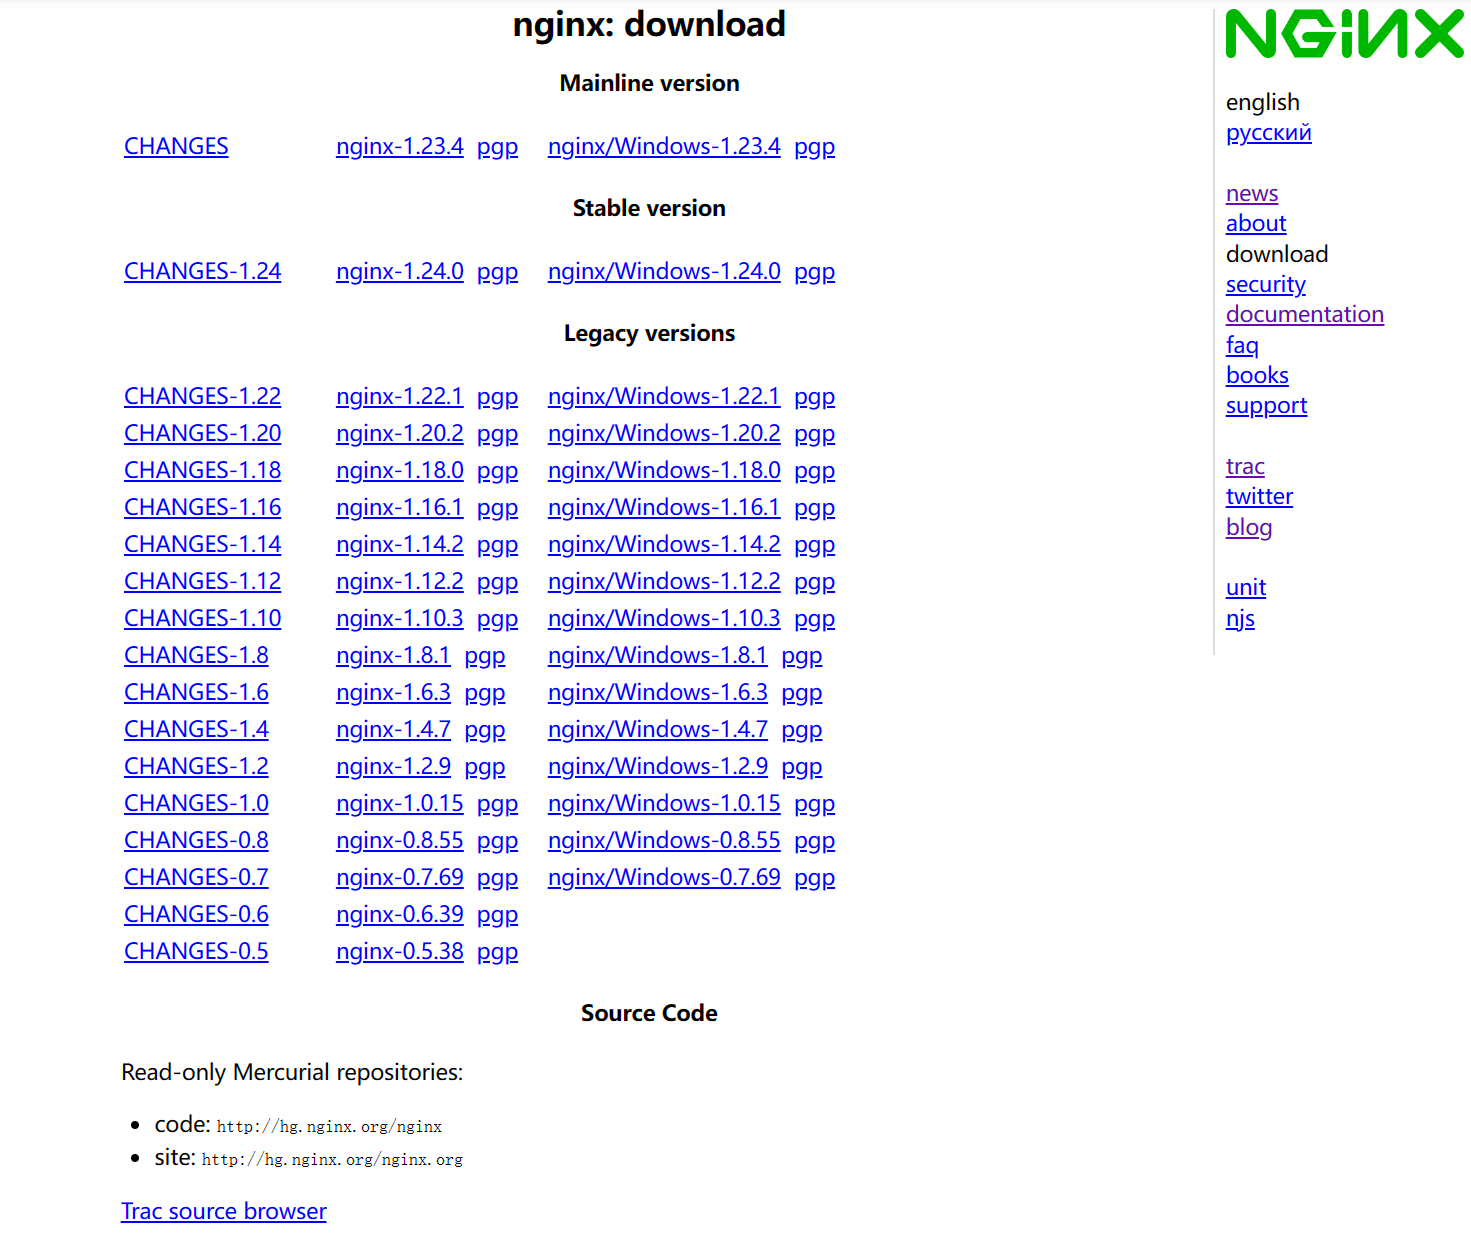 nginx: download
Mainline version
CHANGES nginx-1.23.4 pgp nginx/Windows-1.23.4 pgp
Stable version
CHANGES-1.24 nginx-1.24.0 pgp nginx/Windows-1.24.0 pgp
Legacy versions
CHANGES-1.22 nginx-1.22.1 pgp nginx/Windows-1.22.1 pgp
CHANGES-1.20 nginx-1.20.2 pgp nginx/Windows-1.20.2 pgp
CHANGES-1.18 nginx-1.18.0 pgp nginx/Windows-1.18.0 pgp
CHANGES-1.16 nginx-1.16.1 pgp nginx/Windows-1.16.1 pgp
CHANGES-1.14 nginx-1.14.2 pgp nginx/Windows-1.14.2 pgp
CHANGES-1.12 nginx-1.12.2 pgp nginx/Windows-1.12.2 pgp
CHANGES-1.10 nginx-1.10.3 pgp nginx/Windows-1.10.3 pgp
CHANGES-1.8 nginx-1.8.1 pgp nginx/Windows-1.8.1 pgp
CHANGES-1.6 nginx-1.6.3 pgp nginx/Windows-1.6.3 pgp
CHANGES-1.4 nginx-1.4.7 pgp nginx/Windows-1.4.7 pgp
CHANGES-1.2 nginx-1.2.9 pgp nginx/Windows-1.2.9 pgp
CHANGES-1.0 nginx-1.0.15 pgp nginx/Windows-1.0.15 pgp
CHANGES-0.8 nginx-0.8.55 pgp nginx/Windows-0.8.55 pgp
CHANGES-0.7 nginx-0.7.69 pgp nginx/Windows-0.7.69 pgp
CHANGES-0.6 nginx-0.6.39 pgp
CHANGES-0.5 nginx-0.5.38 pgp
Source Code
Read-only Mercurial repositories:
• code: http://hg.nginx.org/nginx
• site: http://hg.nginx.org/nginx.org
Trac source browser
NGiNX
english
русский
news
about
download
security
documentation
faq
books
support
trac
twitter
blog
unit
njs